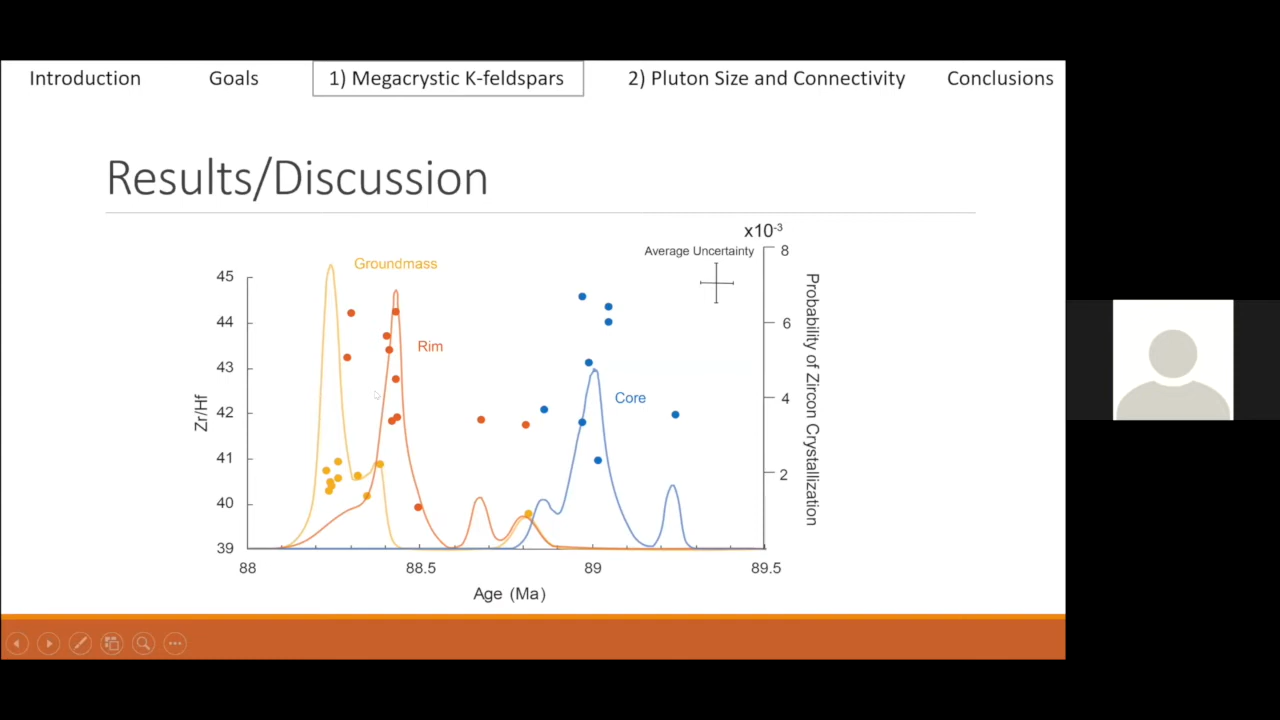 Introduction Goals 1) Megacrystic K-feldspars 2) Pluton Size and Connectivity Conclusions
Results/Discussion
x10-3
Average Uncertainty
Groundmass
Rim
Core
Zr/Hf
45
44
43
42
41
40
39
88 88.5 89 89.5
Age (Ma)
8
6
4
2
Probability of Zircon Crystallization